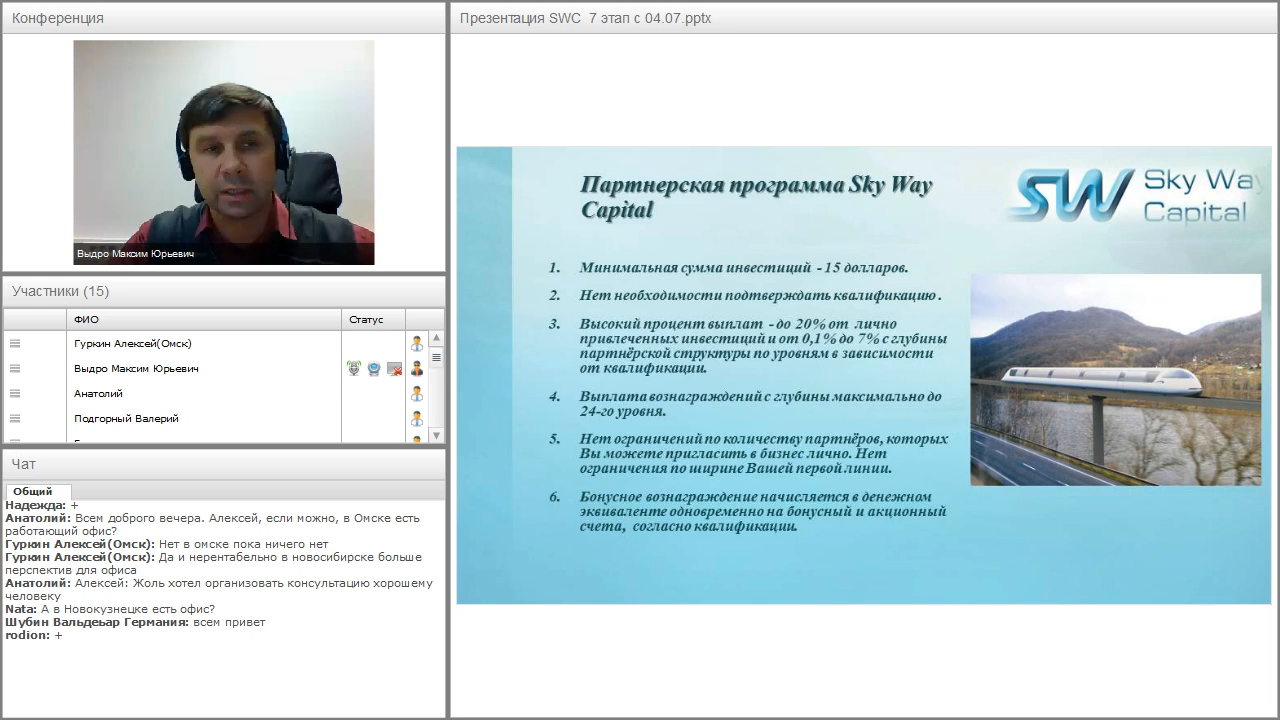 Конференция
Выдро Максим Юрьевич
Участники (15)
ФИО
Статус
Гуркин Алексей(Омск)
Выдро Максим Юрьевич
Анатолий
Подгорный Валерий
Чат
Общий
Надежда: +
Анатолий: Всем доброго вечера. Алексей, если можно, в Омске есть
работающий офис?
Гуркин Алексей(Омск): Нет в омске пока ничего нет
Гуркин Алексей(Омск): Да и нерентабельно в новосибирске больше
перспектив для офиса
Анатолий: Алексей: Жоль хотел организовать консультацию хорошему
человеку
Nata: А в Новокузнецке есть офис?
Шубин Вальдеьар Германия: всем привет
rodion: +
Презентация SWC 7 этап с 04.07.pptx
Партнерская программа Sky Way
Capital
SW Sky Way
Capital
1. Минимальная сумма инвестиций - 15 долларов.
2. Нет необходимости подтверждать квалификацию .
3. Высокий процент выплат - до 20% от лично
привлеченных инвестиций и от 0,1% до 7% с глубины
партнёрской структуры по уровням в зависимости
от квалификации.
4. Выплата вознаграждений с глубины максимально до
24-го уровня.
5. Нет ограничений по количеству партнёров, которых
Вы можете пригласить в бизнес лично. Нет
ограничения по ширине Вашей первой линии.
6. Бонусное вознаграждение начисляется в денежном
эквиваленте одновременно на бонусный и акционный
счета, согласно квалификации.